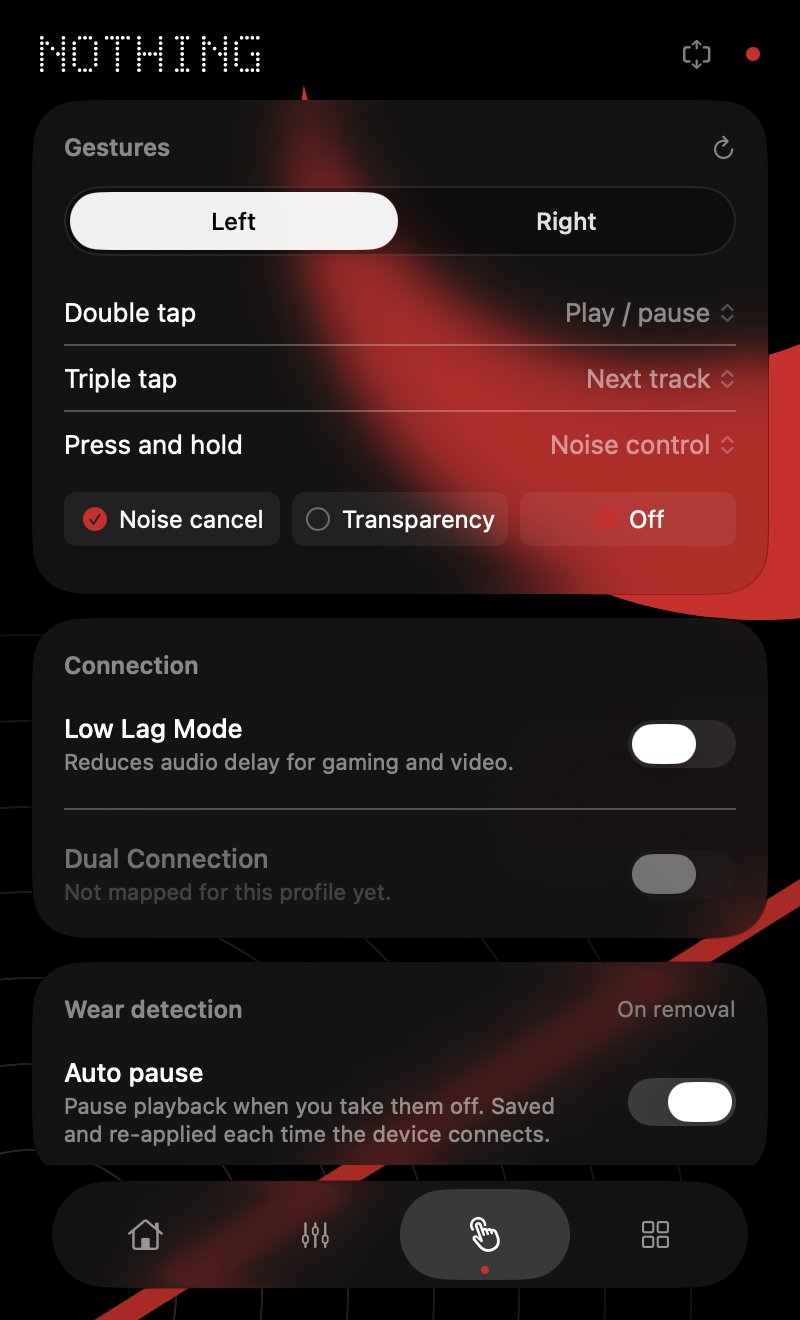 NOTHING
Gestures
Left
Right
Double tap
Play / pause
Triple tap
Next track
Press and hold
Noise control
Noise cancel
Transparency
Off
Connection
Low Lag Mode
Reduces audio delay for gaming and video.
Dual Connection
Not mapped for this profile yet.
Wear detection
On removal
Auto pause
Pause playback when you take them off. Saved
and re-applied each time the device connects.